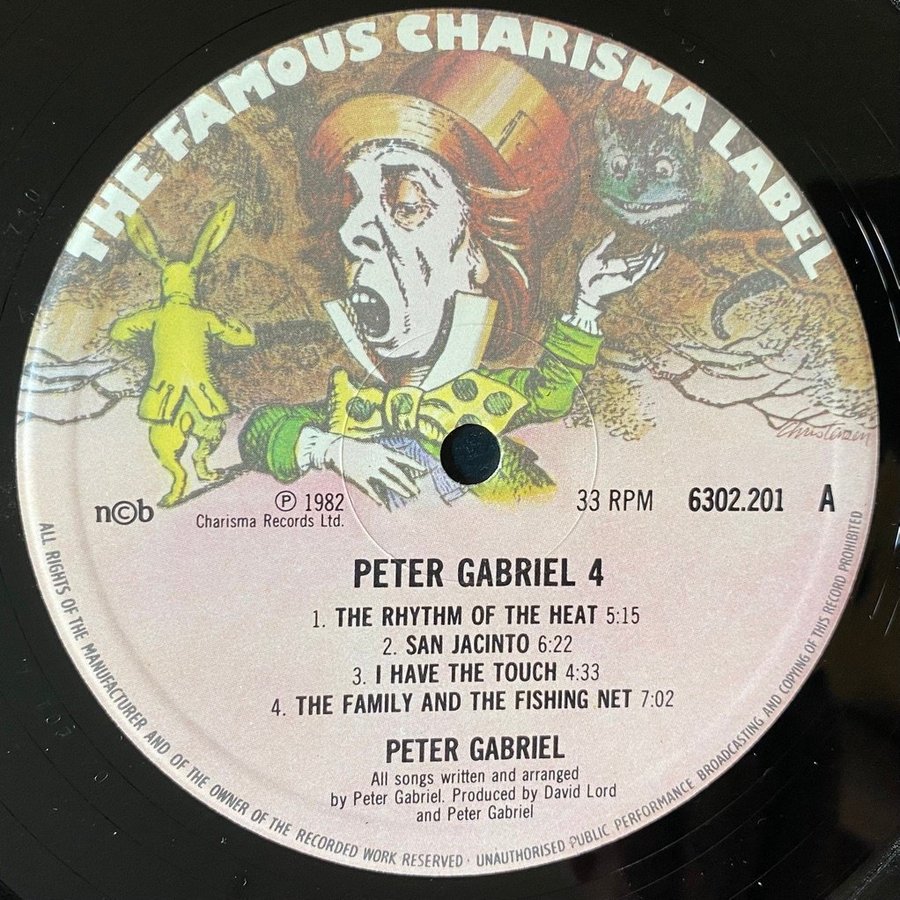 THE FAMOUS CHARISMA LABEL
Christensen
n©b
℗ 1982
Charisma Records Ltd.
33 RPM 6302.201 A
PETER GABRIEL 4
1. THE RHYTHM OF THE HEAT 5:15
2. SAN JACINTO 6:22
3. I HAVE THE TOUCH 4:33
4. THE FAMILY AND THE FISHING NET 7:02
PETER GABRIEL
All songs written and arranged
by Peter Gabriel. Produced by David Lord
and Peter Gabriel
ALL RIGHTS OF THE MANUFACTURER AND OF THE OWNER OF THE RECORDED WORK RESERVED · UNAUTHORISED PUBLIC PERFORMANCE BROADCASTING AND COPYING OF THIS RECORD PROHIBITED